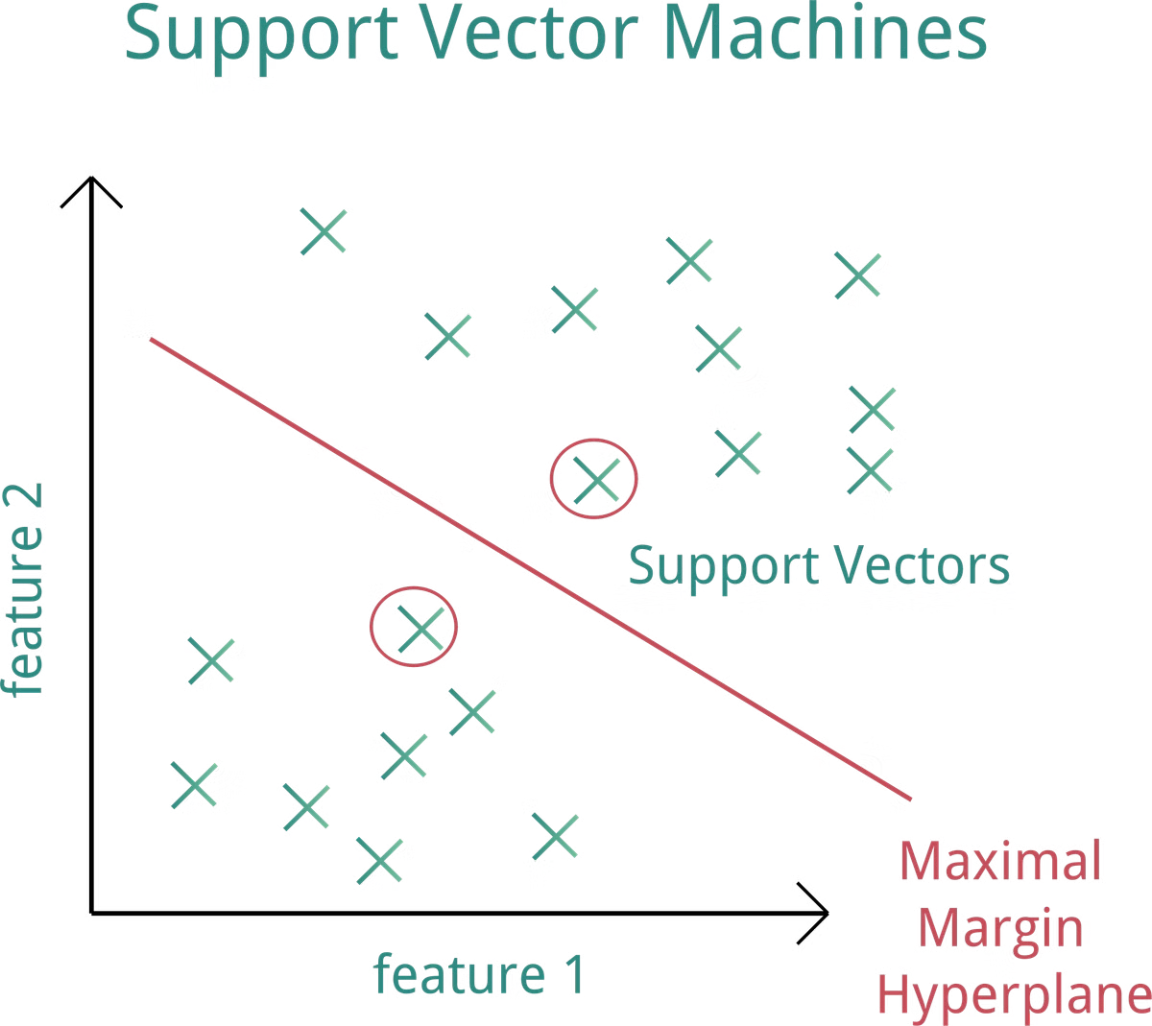 Support Vector Machines
feature 2
Support Vectors
Maximal
Margin
Hyperplane
feature 1